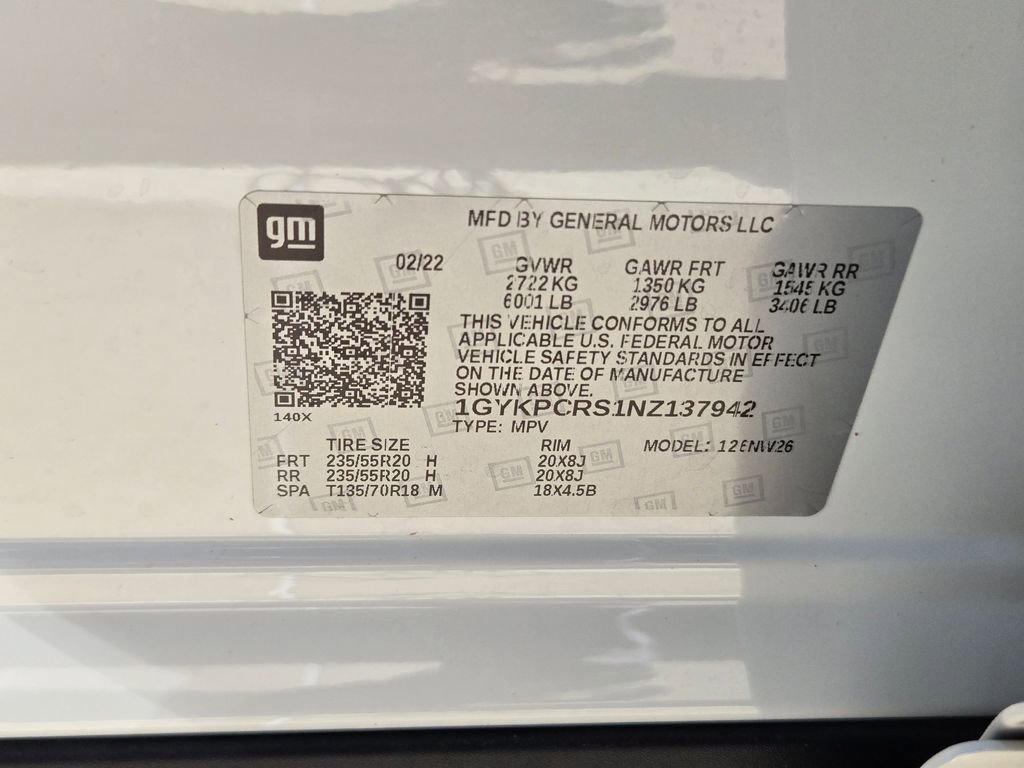 gm
MFD BY GENERAL MOTORS LLC
02/22
GVWR GAWR FRT GAWR RR
2722 KG 1350 KG 1545 KG
6001 LB 2976 LB 3406 LB
THIS VEHICLE CONFORMS TO ALL
APPLICABLE U.S. FEDERAL MOTOR
VEHICLE SAFETY STANDARDS IN EFFECT
ON THE DATE OF MANUFACTURE
SHOWN ABOVE.
1GYKPCRS1NZ137942
140X
TYPE: MPV
TIRE SIZE RIM MODEL: 126NW26
FRT 235/55R20 H 20X8J
RR 235/55R20 H 20X8J
SPA T135/70R18 M 18X4.5B